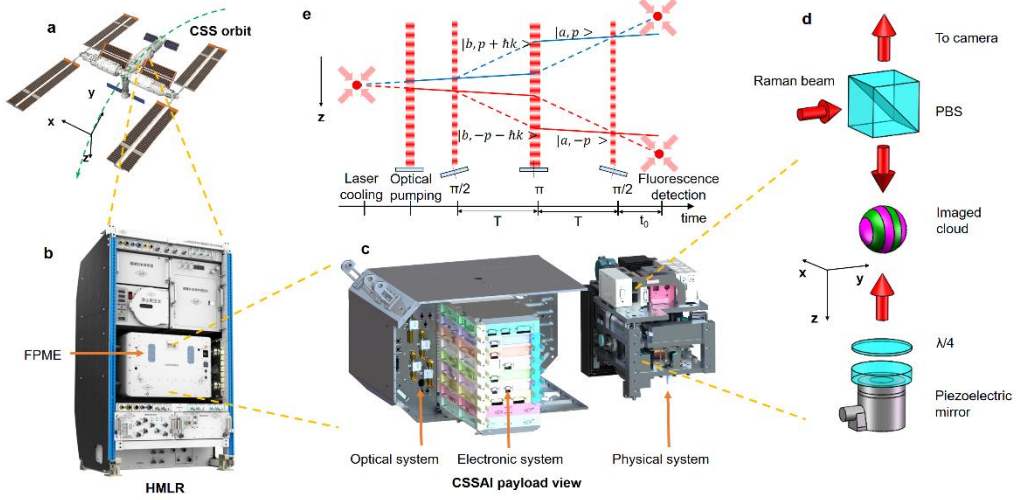 a
CSS orbit
y
x
z
b
FPME
HMLR
e
z
|b, p + ħk >
|a, p >
|b, −p − ħk >
|a, −p >
Laser
cooling
Optical
pumping
π/2
π
π/2
Fluorescence
detection
T
T
t₀
time
c
Optical system
Electronic system
Physical system
CSSAI payload view
d
To camera
Raman beam
PBS
Imaged
cloud
x
y
z
λ/4
Piezoelectric
mirror